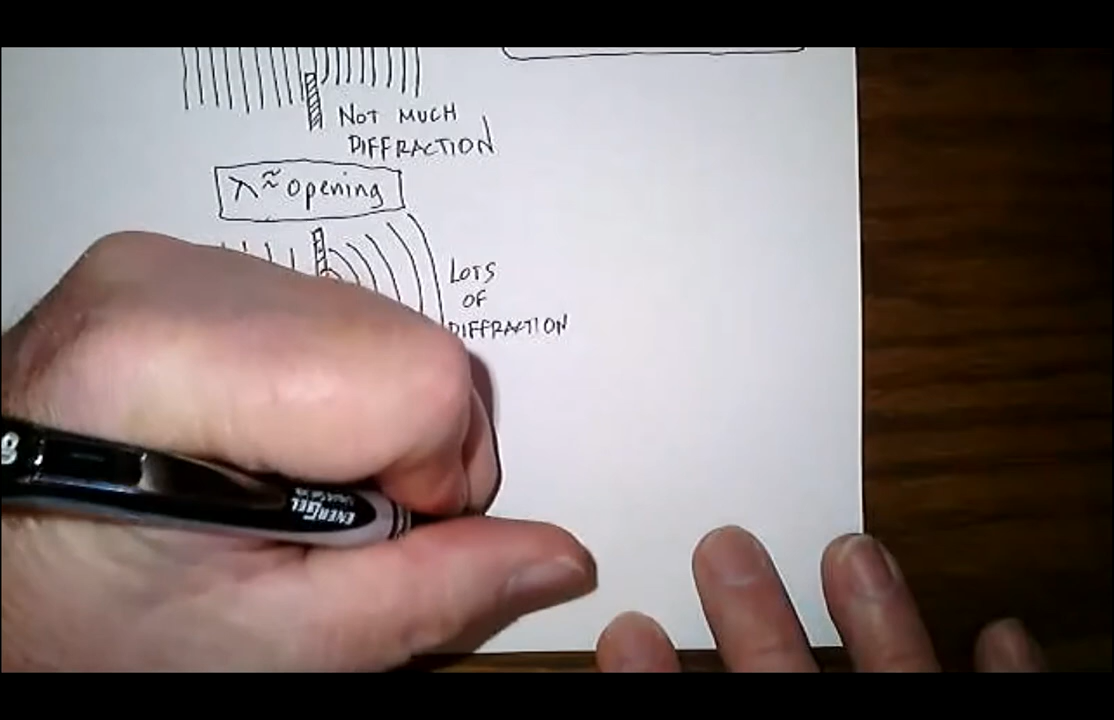 NOT MUCH
DIFFRACTION
λ ≈ opening
LOTS
OF
DIFFRACTION
ENERGEL